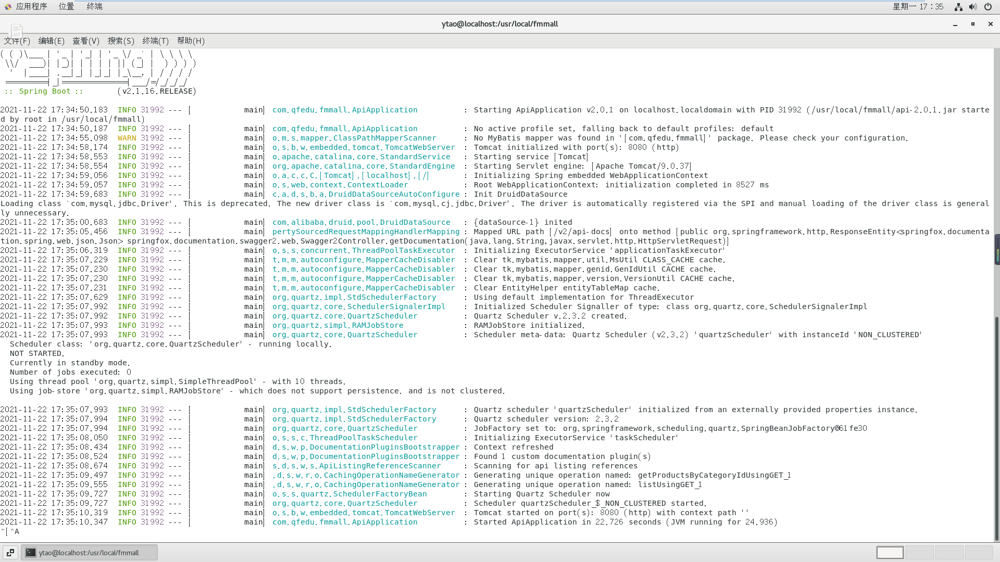 应用程序 位置 终端 星期一 17：35
ytao@localhost:/usr/local/fmmall
文件(F) 编辑(E) 查看(V) 搜索(S) 终端(T) 帮助(H)
( ( )\___ | '_ | '_| | '_ \/ _` | \ \ \ \
 \\/  ___)| |_)| | | | | || (_| |  ) ) ) )
  '  |____| .__|_| |_|_| |_\__, | / / / /
 =========|_|==============|___/=/_/_/_/
 :: Spring Boot ::       (v2.1.16.RELEASE)
2021-11-22 17:34:50.183  INFO 31992 --- [           main] com.qfedu.fmmall.ApiApplication          : Starting ApiApplication v2.0.1 on localhost.localdomain with PID 31992 (/usr/local/fmmall/api-2.0.1.jar starte
d by root in /usr/local/fmmall)
2021-11-22 17:34:50.187  INFO 31992 --- [           main] com.qfedu.fmmall.ApiApplication          : No active profile set, falling back to default profiles: default
2021-11-22 17:34:55.098  WARN 31992 --- [           main] o.m.s.mapper.ClassPathMapperScanner      : No MyBatis mapper was found in '[com.qfedu.fmmall]' package. Please check your configuration.
2021-11-22 17:34:58.174  INFO 31992 --- [           main] o.s.b.w.embedded.tomcat.TomcatWebServer  : Tomcat initialized with port(s): 8080 (http)
2021-11-22 17:34:58.553  INFO 31992 --- [           main] o.apache.catalina.core.StandardService   : Starting service [Tomcat]
2021-11-22 17:34:58.554  INFO 31992 --- [           main] org.apache.catalina.core.StandardEngine  : Starting Servlet engine: [Apache Tomcat/9.0.37]
2021-11-22 17:34:59.056  INFO 31992 --- [           main] o.a.c.c.C.[Tomcat].[localhost].[/]       : Initializing Spring embedded WebApplicationContext
2021-11-22 17:34:59.057  INFO 31992 --- [           main] o.s.web.context.ContextLoader            : Root WebApplicationContext: initialization completed in 8527 ms
2021-11-22 17:34:59.683  INFO 31992 --- [           main] c.a.d.s.b.a.DruidDataSourceAutoConfigure : Init DruidDataSource
Loading class `com.mysql.jdbc.Driver'. This is deprecated. The new driver class is `com.mysql.cj.jdbc.Driver'. The driver is automatically registered via the SPI and manual loading of the driver class is general
ly unnecessary.
2021-11-22 17:35:00.683  INFO 31992 --- [           main] com.alibaba.druid.pool.DruidDataSource   : {dataSource-1} inited
2021-11-22 17:35:05.456  INFO 31992 --- [           main] pertySourcedRequestMappingHandlerMapping : Mapped URL path [/v2/api-docs] onto method [public org.springframework.http.ResponseEntity<springfox.documenta
tion.spring.web.json.Json> springfox.documentation.swagger2.web.Swagger2Controller.getDocumentation(java.lang.String,javax.servlet.http.HttpServletRequest)]
2021-11-22 17:35:06.319  INFO 31992 --- [           main] o.s.s.concurrent.ThreadPoolTaskExecutor  : Initializing ExecutorService 'applicationTaskExecutor'
2021-11-22 17:35:07.229  INFO 31992 --- [           main] t.m.m.autoconfigure.MapperCacheDisabler  : Clear tk.mybatis.mapper.util.MsUtil CLASS_CACHE cache.
2021-11-22 17:35:07.230  INFO 31992 --- [           main] t.m.m.autoconfigure.MapperCacheDisabler  : Clear tk.mybatis.mapper.genid.GenIdUtil CACHE cache.
2021-11-22 17:35:07.230  INFO 31992 --- [           main] t.m.m.autoconfigure.MapperCacheDisabler  : Clear tk.mybatis.mapper.version.VersionUtil CACHE cache.
2021-11-22 17:35:07.231  INFO 31992 --- [           main] t.m.m.autoconfigure.MapperCacheDisabler  : Clear EntityHelper entityTableMap cache.
2021-11-22 17:35:07.629  INFO 31992 --- [           main] org.quartz.impl.StdSchedulerFactory      : Using default implementation for ThreadExecutor
2021-11-22 17:35:07.992  INFO 31992 --- [           main] org.quartz.core.SchedulerSignalerImpl    : Initialized Scheduler Signaller of type: class org.quartz.core.SchedulerSignalerImpl
2021-11-22 17:35:07.992  INFO 31992 --- [           main] org.quartz.core.QuartzScheduler          : Quartz Scheduler v.2.3.2 created.
2021-11-22 17:35:07.993  INFO 31992 --- [           main] org.quartz.simpl.RAMJobStore             : RAMJobStore initialized.
2021-11-22 17:35:07.993  INFO 31992 --- [           main] org.quartz.core.QuartzScheduler          : Scheduler meta-data: Quartz Scheduler (v2.3.2) 'quartzScheduler' with instanceId 'NON_CLUSTERED'
  Scheduler class: 'org.quartz.core.QuartzScheduler' - running locally.
  NOT STARTED.
  Currently in standby mode.
  Number of jobs executed: 0
  Using thread pool 'org.quartz.simpl.SimpleThreadPool' - with 10 threads.
  Using job-store 'org.quartz.simpl.RAMJobStore' - which does not support persistence. and is not clustered.
2021-11-22 17:35:07.993  INFO 31992 --- [           main] org.quartz.impl.StdSchedulerFactory      : Quartz scheduler 'quartzScheduler' initialized from an externally provided properties instance.
2021-11-22 17:35:07.994  INFO 31992 --- [           main] org.quartz.impl.StdSchedulerFactory      : Quartz scheduler version: 2.3.2
2021-11-22 17:35:07.994  INFO 31992 --- [           main] org.quartz.core.QuartzScheduler          : JobFactory set to: org.springframework.scheduling.quartz.SpringBeanJobFactory@61fe30
2021-11-22 17:35:08.050  INFO 31992 --- [           main] o.s.s.c.ThreadPoolTaskScheduler          : Initializing ExecutorService 'taskScheduler'
2021-11-22 17:35:08.434  INFO 31992 --- [           main] d.s.w.p.DocumentationPluginsBootstrapper : Context refreshed
2021-11-22 17:35:08.524  INFO 31992 --- [           main] d.s.w.p.DocumentationPluginsBootstrapper : Found 1 custom documentation plugin(s)
2021-11-22 17:35:08.674  INFO 31992 --- [           main] s.d.s.w.s.ApiListingReferenceScanner     : Scanning for api listing references
2021-11-22 17:35:09.497  INFO 31992 --- [           main] .d.s.w.r.o.CachingOperationNameGenerator : Generating unique operation named: getProductsByCategoryIdUsingGET_1
2021-11-22 17:35:09.555  INFO 31992 --- [           main] .d.s.w.r.o.CachingOperationNameGenerator : Generating unique operation named: listUsingGET_1
2021-11-22 17:35:09.727  INFO 31992 --- [           main] o.s.s.quartz.SchedulerFactoryBean        : Starting Quartz Scheduler now
2021-11-22 17:35:09.727  INFO 31992 --- [           main] org.quartz.core.QuartzScheduler          : Scheduler quartzScheduler_$_NON_CLUSTERED started.
2021-11-22 17:35:10.319  INFO 31992 --- [           main] o.s.b.w.embedded.tomcat.TomcatWebServer  : Tomcat started on port(s): 8080 (http) with context path ''
2021-11-22 17:35:10.347  INFO 31992 --- [           main] com.qfedu.fmmall.ApiApplication          : Started ApiApplication in 22.726 seconds (JVM running for 24.936)
^[^A
ytao@localhost:/usr/local/fmmall